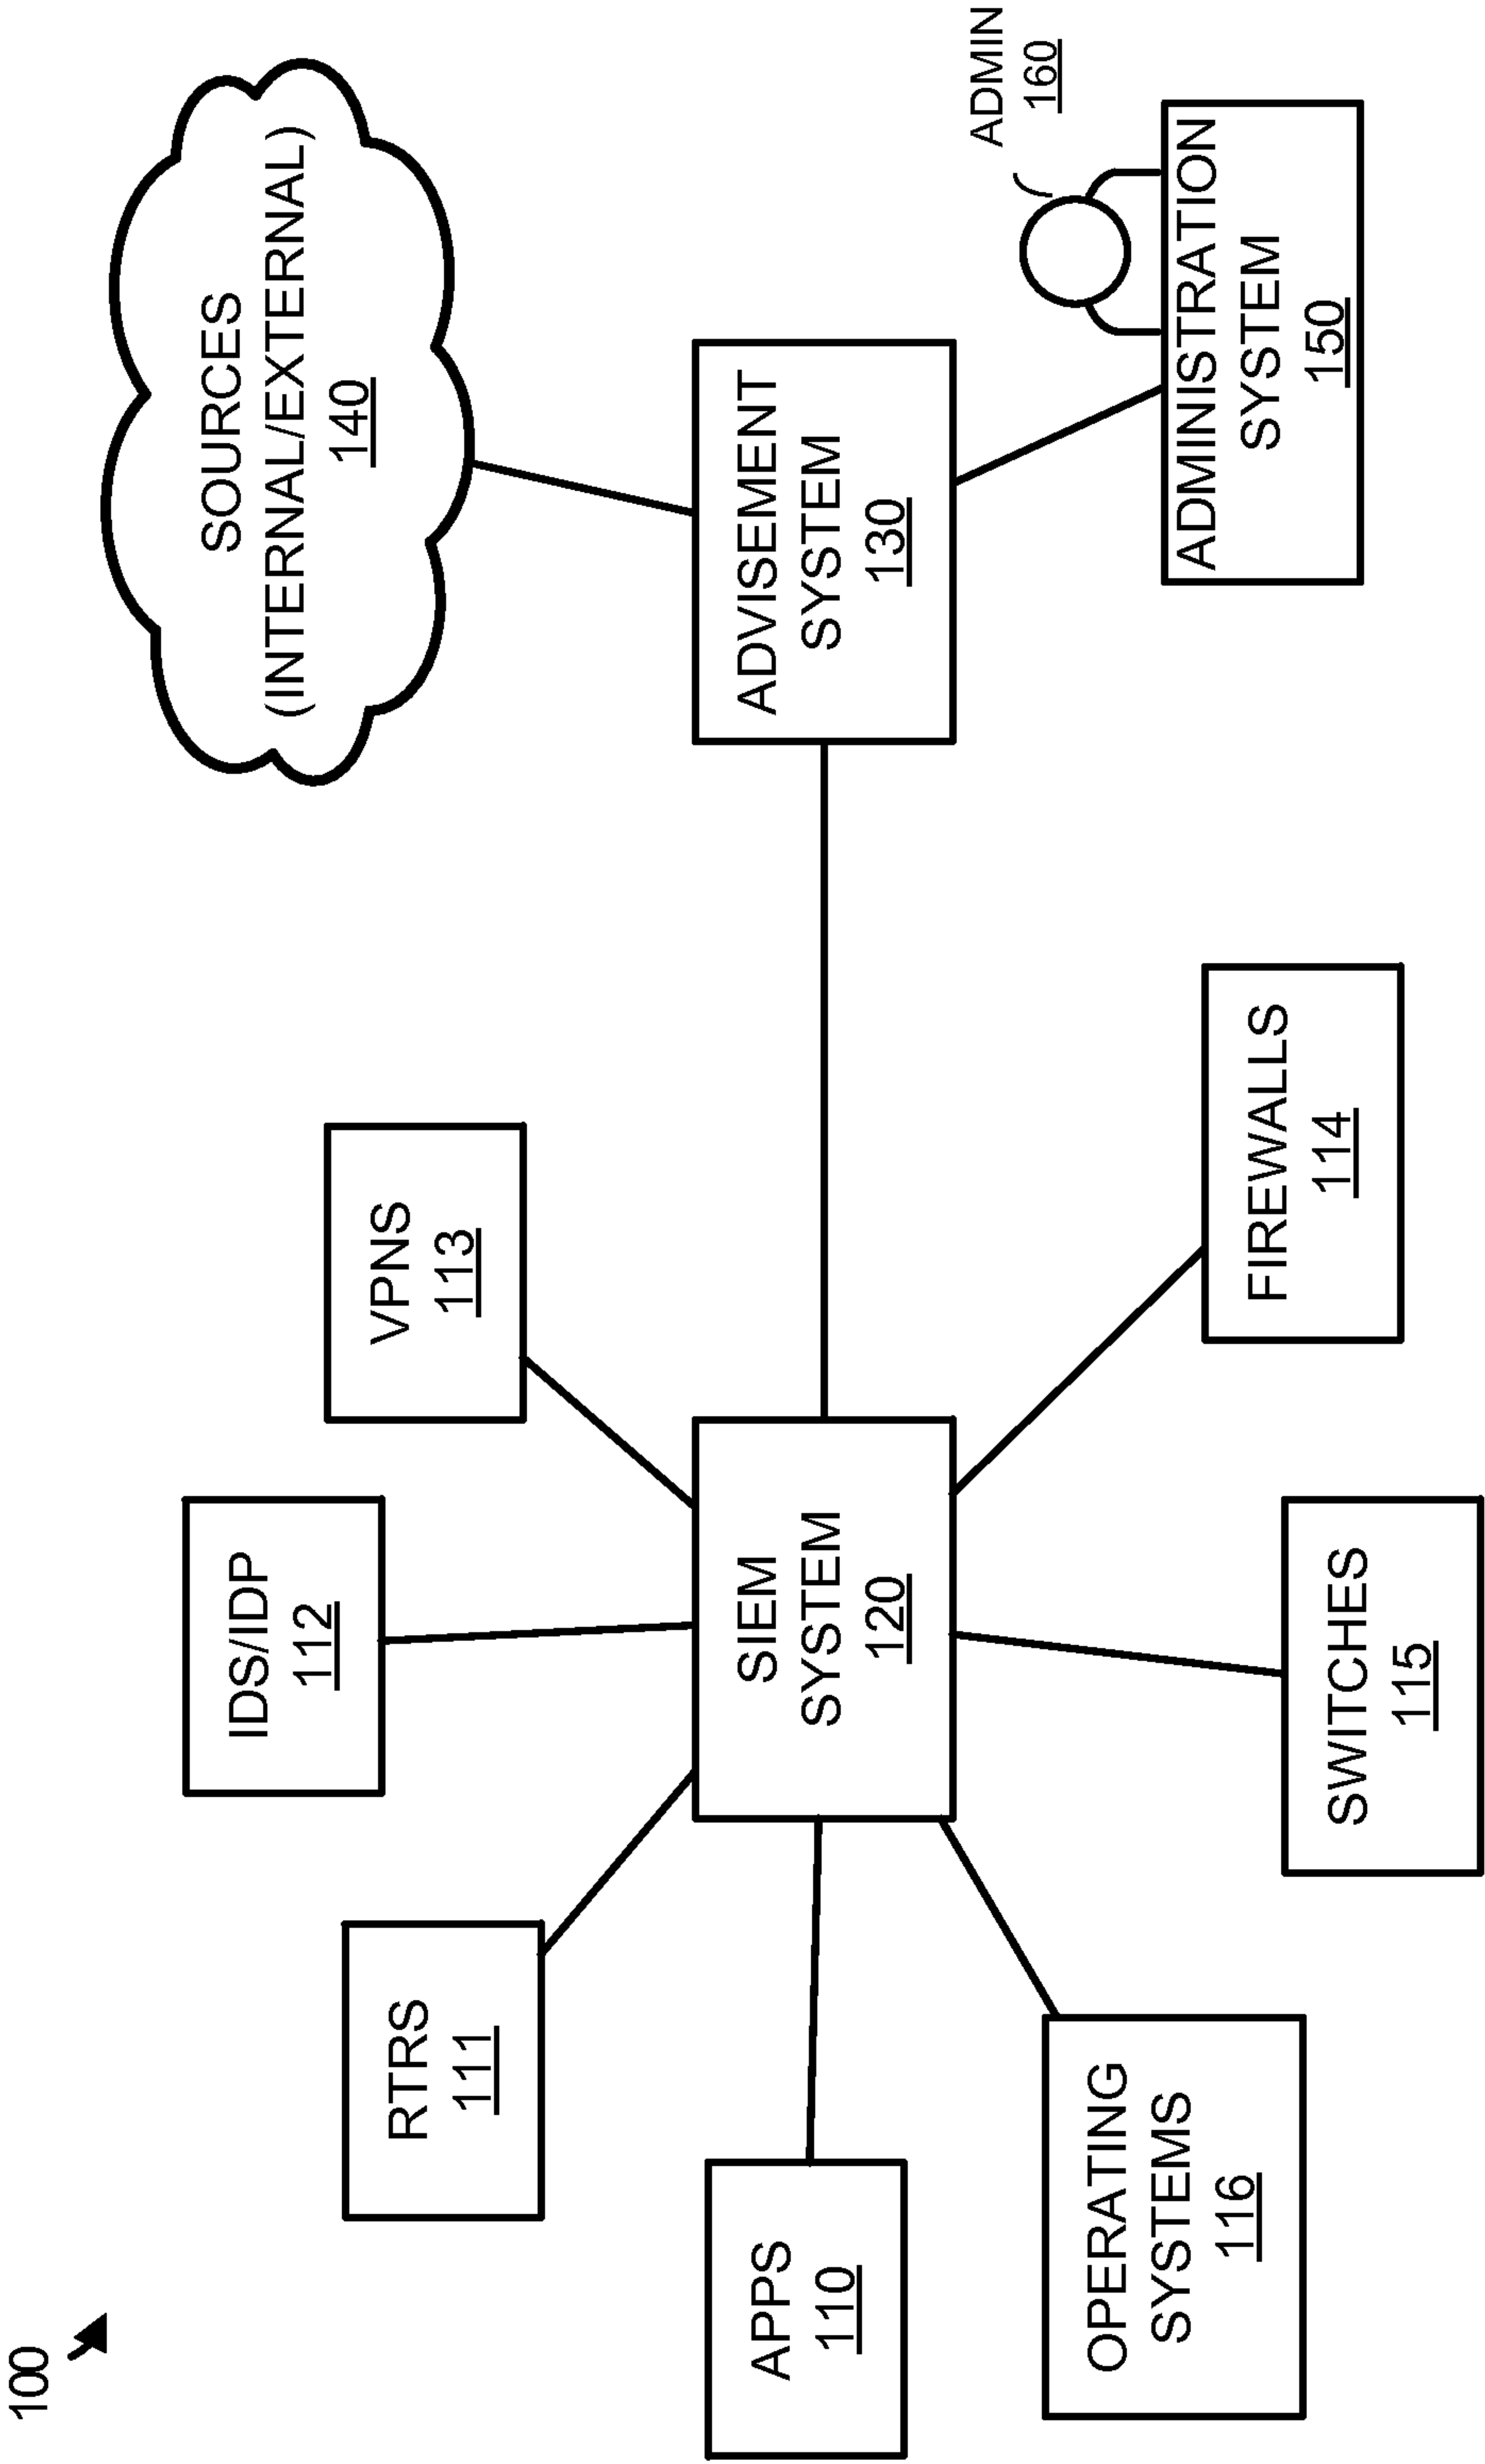 100
RTRS
111
IDS/IDP
112
VPNS
113
SOURCES
(INTERNAL/EXTERNAL)
140
APPS
110
SIEM
SYSTEM
120
ADVISEMENT
SYSTEM
130
ADMIN
160
OPERATING
SYSTEMS
116
SWITCHES
115
FIREWALLS
114
ADMINISTRATION
SYSTEM
150